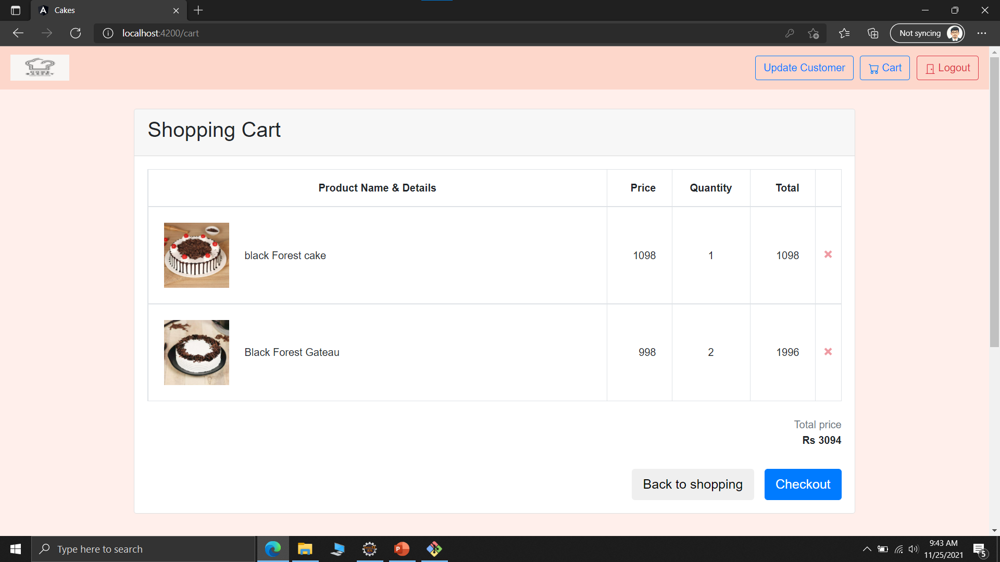 Cakes
localhost:4200/cart
Not syncing
HOME
BAKERY
Update Customer
Cart
Logout
Shopping Cart
Product Name & Details Price Quantity Total
black Forest cake 1098 1 1098
Black Forest Gateau 998 2 1996
Total price
Rs 3094
Back to shopping
Checkout
Type here to search
9:43 AM
11/25/2021
5